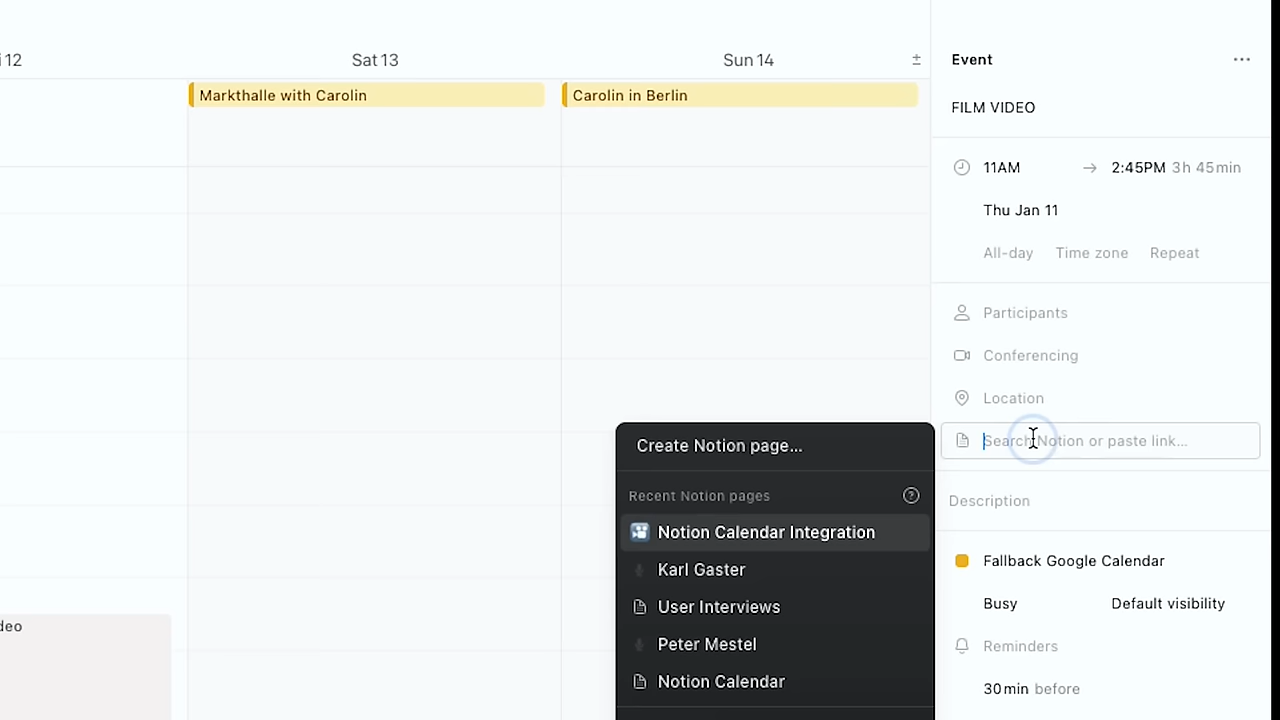 i 12
Sat 13
Sun 14
±
Markthalle with Carolin
Carolin in Berlin
deo
Event
FILM VIDEO
11AM → 2:45PM 3h 45min
Thu Jan 11
All-day Time zone Repeat
Participants
Conferencing
Location
Search Notion or paste link...
Description
Fallback Google Calendar
Busy Default visibility
Reminders
30min before
Create Notion page...
Recent Notion pages
Notion Calendar Integration
Karl Gaster
User Interviews
Peter Mestel
Notion Calendar